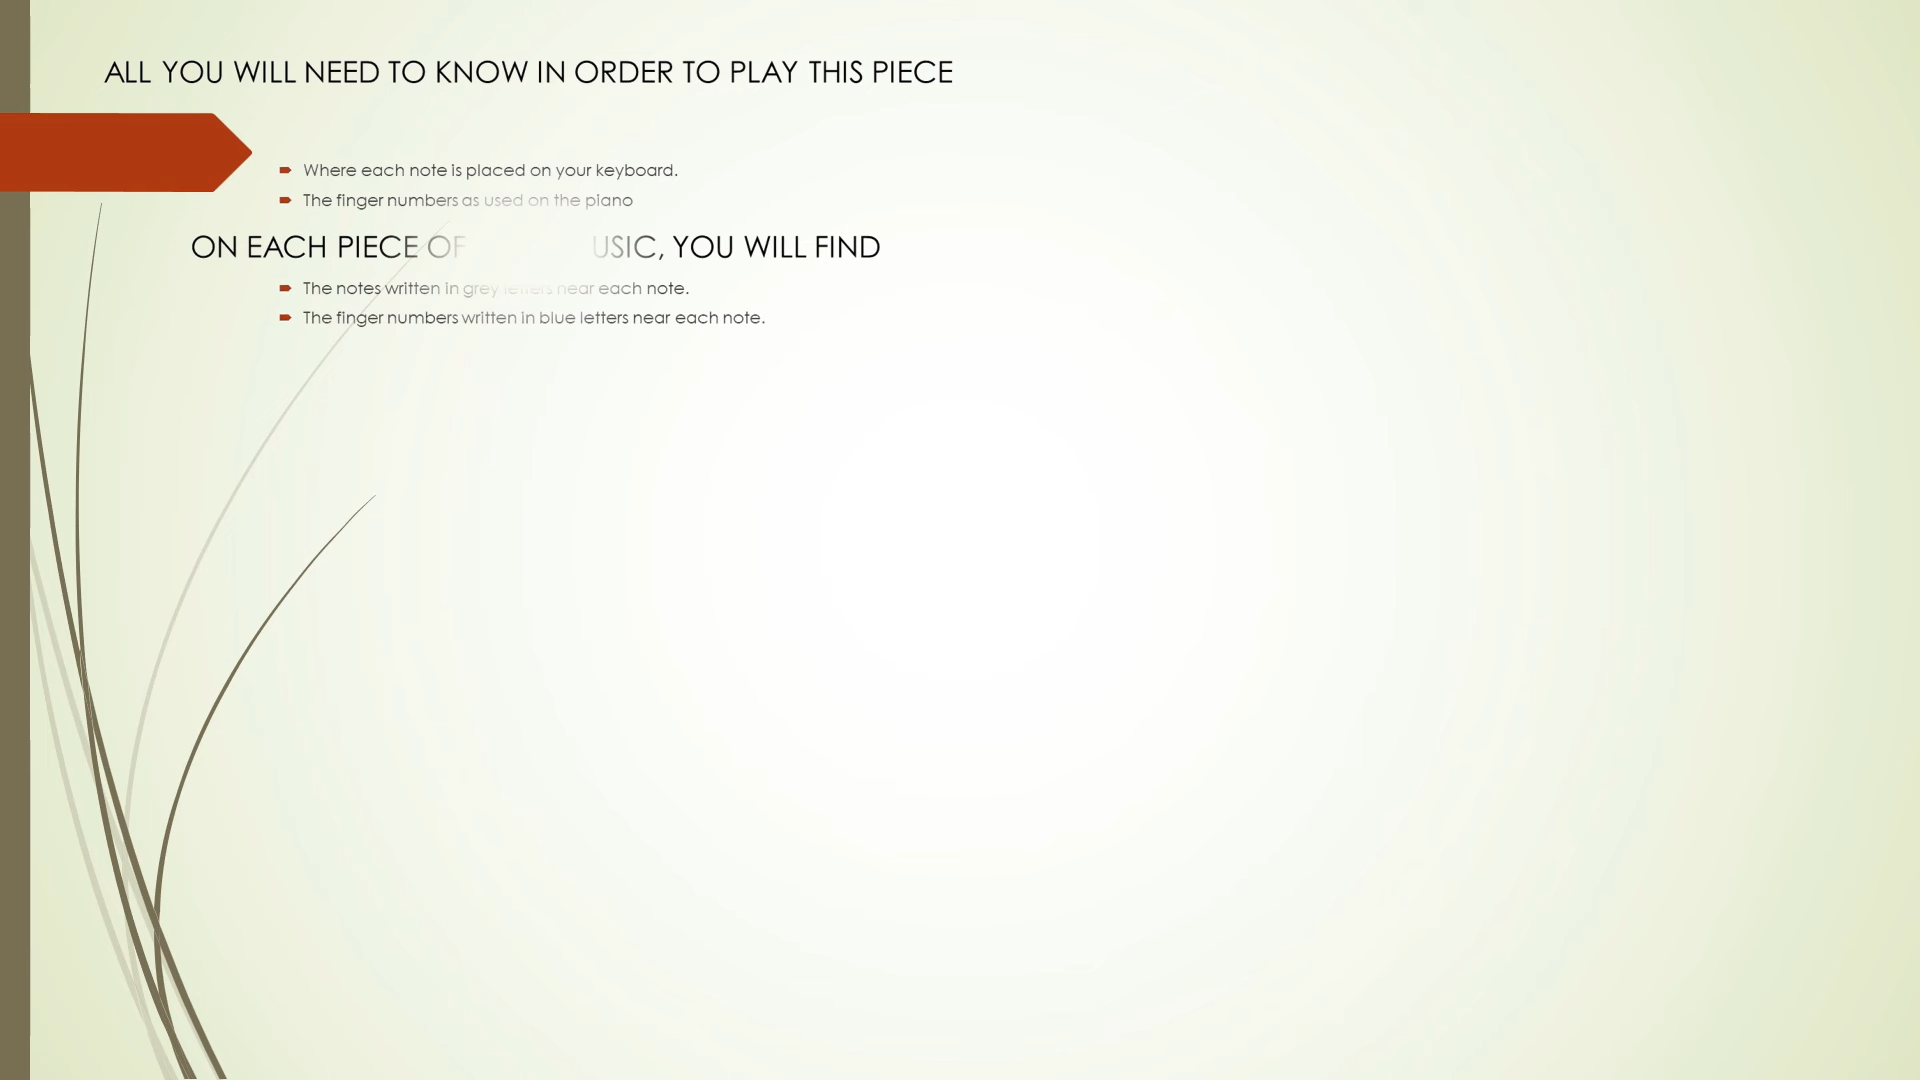 ALL YOU WILL NEED TO KNOW IN ORDER TO PLAY THIS PIECE
Where each note is placed on your keyboard.
The finger numbers as used on the piano
ON EACH PIECE OF USIC, YOU WILL FIND
The notes written in grey letters near each note.
The finger numbers written in blue letters near each note.